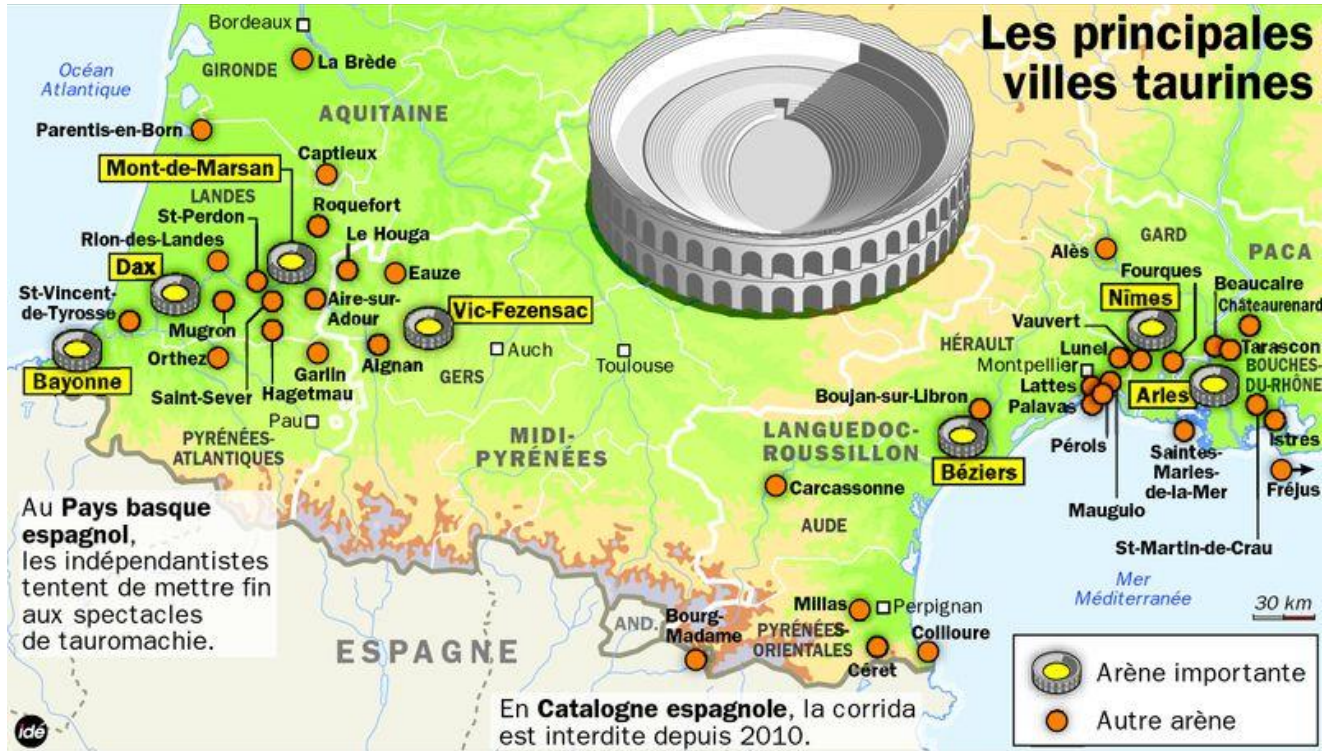 Les principales
villes taurines
Bordeaux
La Brède
GIRONDE
Océan
Atlantique
AQUITAINE
Parentis-en-Born
Captieux
Mont-de-Marsan
LANDES
St-Perdon
Roquefort
Rion-des-Landes
Le Houga
Dax
Eauze
St-Vincent-
de-Tyrosse
Aire-sur-
Adour
Vic-Fezensac
Mugron
Orthez
Bayonne
Saint-Sever
Hagetmau
Garlin
Aignan
GERS
Auch
Toulouse
Pau
PYRÉNÉES-
ATLANTIQUES
MIDI-
PYRÉNÉES
Alès
GARD
PACA
Fourques
Beaucaire
Nîmes
Châteaurenard
Vauvert
HÉRAULT
Lunel
Tarascon
Montpellier
BOUCHES-
DU-RHÔNE
Lattes
Arles
Palavas
Boujan-sur-Libron
LANGUEDOC-
ROUSSILLON
Pérols
Istres
Béziers
Saintes-
Maries-
de-la-Mer
Fréjus
Carcassonne
Mauguio
AUDE
St-Martin-de-Crau
Au Pays basque
espagnol,
les indépendantistes
tentent de mettre fin
aux spectacles
de tauromachie.
Mer
Méditerranée
30 km
Millas
Perpignan
AND.
Bourg-
Madame
PYRÉNÉES-
ORIENTALES
Collioure
ESPAGNE
Céret
Arène importante
Autre arène
En Catalogne espagnole, la corrida
est interdite depuis 2010.
idé